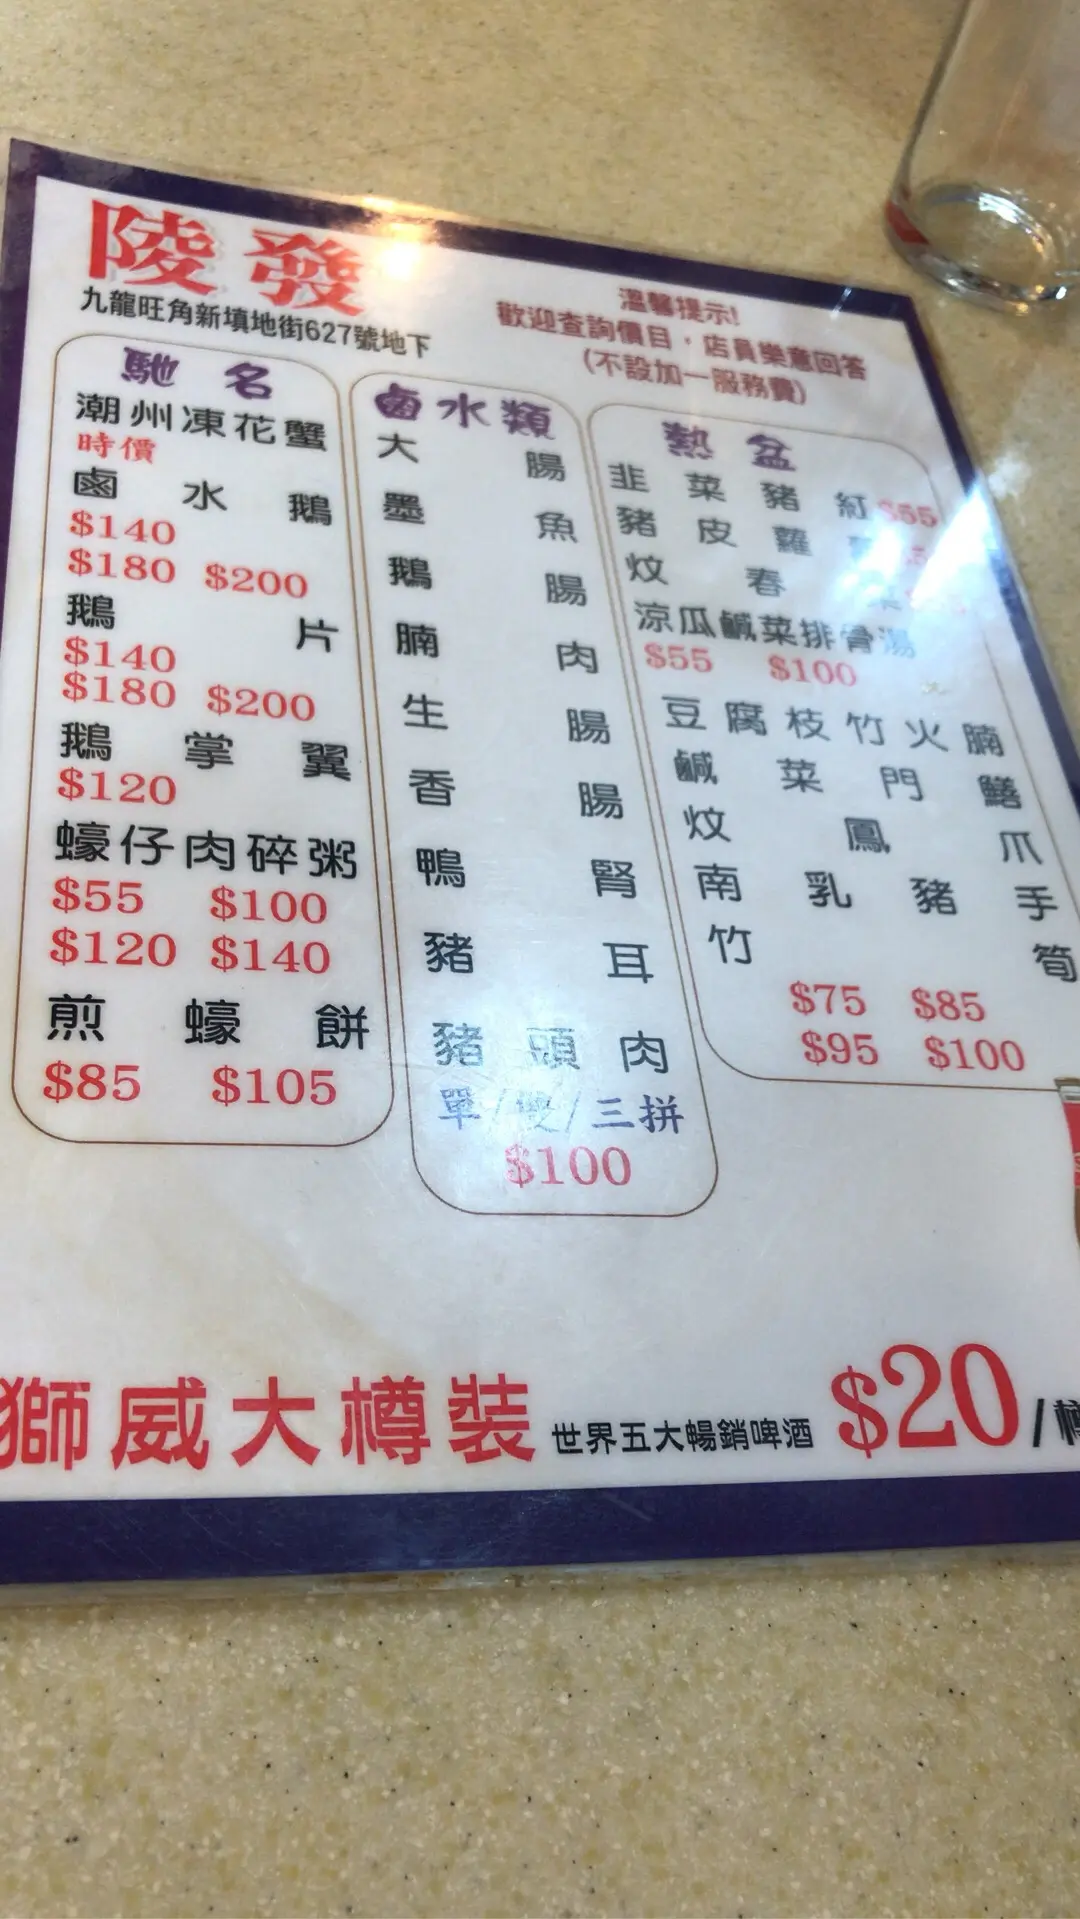 陵發
九龍旺角新填地街627號地下
溫馨提示!
歡迎查詢價目，店員樂意回答
(不設加一服務費)
馳名
潮州凍花蟹
時價
鹵水鵝
$140
$180 $200
鵝片
$140
$180 $200
鵝掌翼
$120
蠔仔肉碎粥
$55 $100
$120 $140
煎蠔餅
$85 $105
鹵水類
大腸
墨魚
鵝腸
腩肉
生腸
香腸
鴨腎
豬耳
豬頭肉
單/雙/三拼
$100
熱盆
韭菜豬紅 $55
豬皮蘿
炆春
涼瓜鹹菜排骨湯
$55 $100
豆腐枝竹火腩
鹹菜門鱔
炆鳳爪
南乳豬手
竹筍
$75 $85
$95 $100
獅威大樽裝 世界五大暢銷啤酒 $20/樽